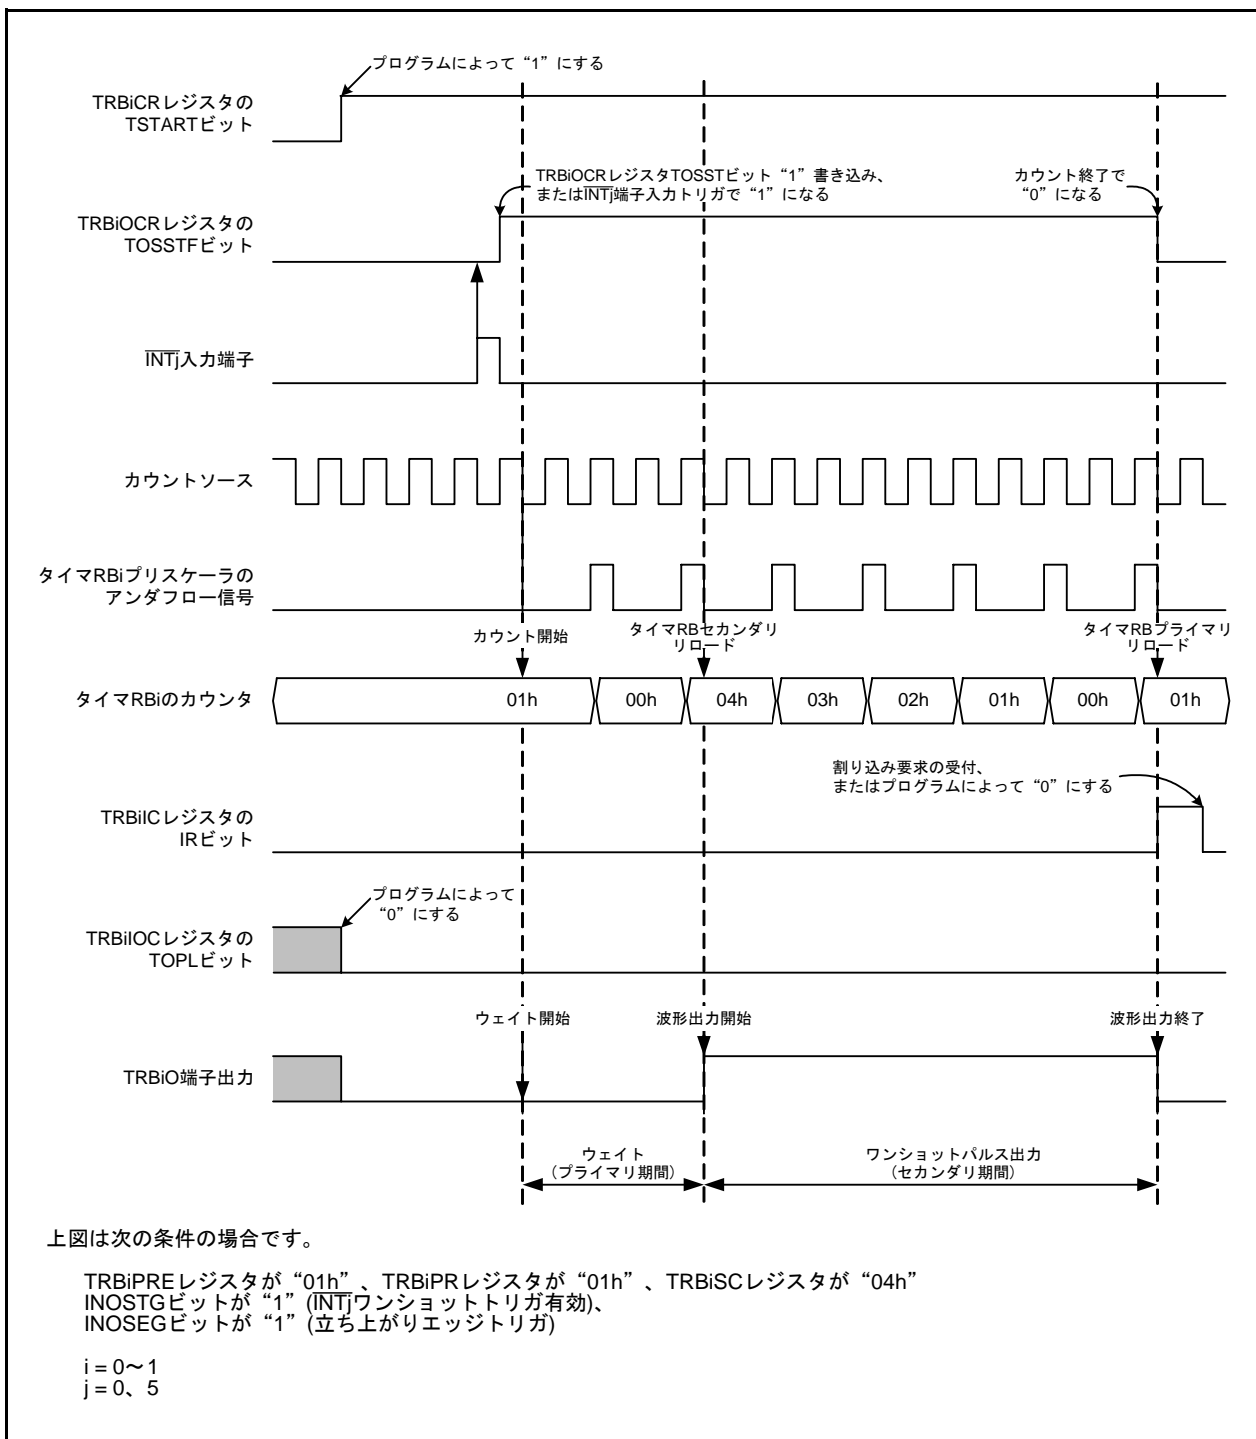 プログラムによって“1”にする
TRBiCRレジスタの
TSTARTビット
TRBiOCRレジスタTOSSTビット“1”書き込み、
またはINTj端子入力トリガで“1”になる
カウント終了で
“0”になる
TRBiOCRレジスタの
TOSSTFビット
INTj入力端子
カウントソース
タイマRBiプリスケーラの
アンダフロー信号
カウント開始
タイマRBセカンダリ
リロード
タイマRBプライマリ
リロード
タイマRBiのカウンタ
01h 00h 04h 03h 02h 01h 00h 01h
割り込み要求の受付、
またはプログラムによって“0”にする
TRBiICレジスタの
IRビット
プログラムによって
“0”にする
TRBiIOCレジスタの
TOPLビット
ウェイト開始 波形出力開始 波形出力終了
TRBiO端子出力
ウェイト
(プライマリ期間)
ワンショットパルス出力
(セカンダリ期間)
上図は次の条件の場合です。
TRBiPREレジスタが“01h”、TRBiPRレジスタが“01h”、TRBiSCレジスタが“04h”
INOSTGビットが“1”(INTjワンショットトリガ有効)、
INOSEGビットが“1”(立ち上がりエッジトリガ)
i = 0〜1
j = 0、5